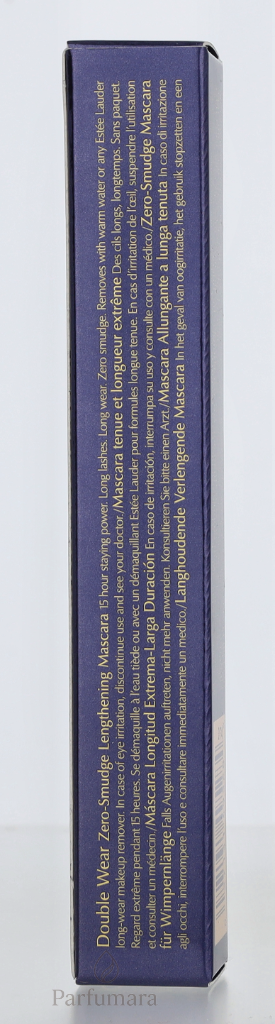 Double Wear Zero-Smudge Lengthening Mascara 15 hour staying power. Long lashes. Long wear. Zero smudge. Removes with warm water or any Estée Lauder
long-wear makeup remover. In case of eye irritation, discontinue use and see your doctor./Mascara tenue et longueur extrême Des cils longs, longtemps. Sans paquet.
Regard extrême pendant 15 heures. Se démaquille à l'eau tiède ou avec un démaquillant Estée Lauder pour formules longue tenue. En cas d'irritation de l'œil, suspendre l'utilisation
et consulter un médecin./Máscara Longitud Extrema-Larga Duración En caso de irritación, interrumpa su uso y consulte con un médico./Zero-Smudge Mascara
für Wimpernlänge Falls Augenirritationen auftreten, nicht mehr anwenden. Konsultieren Sie bitte einen Arzt./Mascara Allungante a lunga tenuta In caso di irritazione
agli occhi, interrompere l'uso e consultare immediatamente un medico./Langhoudende Verlengende Mascara In het geval van oogirritatie, het gebruik stopzetten en een
Parfumara